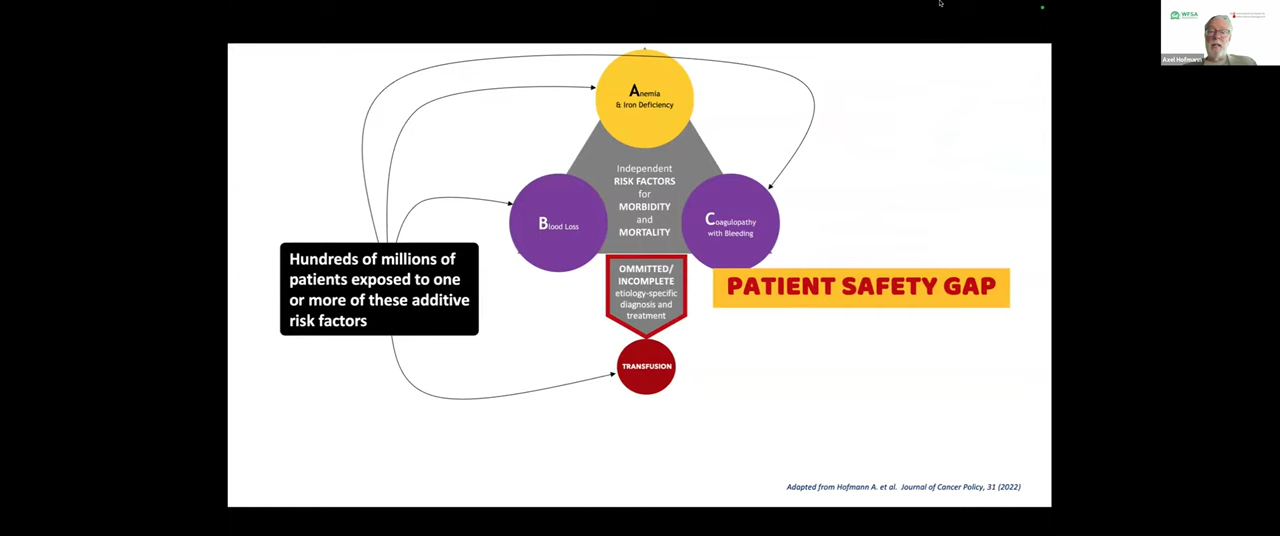 WFSA
Axel Hofmann
Anemia
& Iron Deficiency
Independent
RISK FACTORS
for
MORBIDITY
and
MORTALITY
Blood Loss
Coagulopathy
with Bleeding
Hundreds of millions of
patients exposed to one
or more of these additive
risk factors
OMMITTED/
INCOMPLETE
etiology-specific
diagnosis and
treatment
PATIENT SAFETY GAP
TRANSFUSION
Adapted from Hofmann A. et al. Journal of Cancer Policy, 31 (2022)